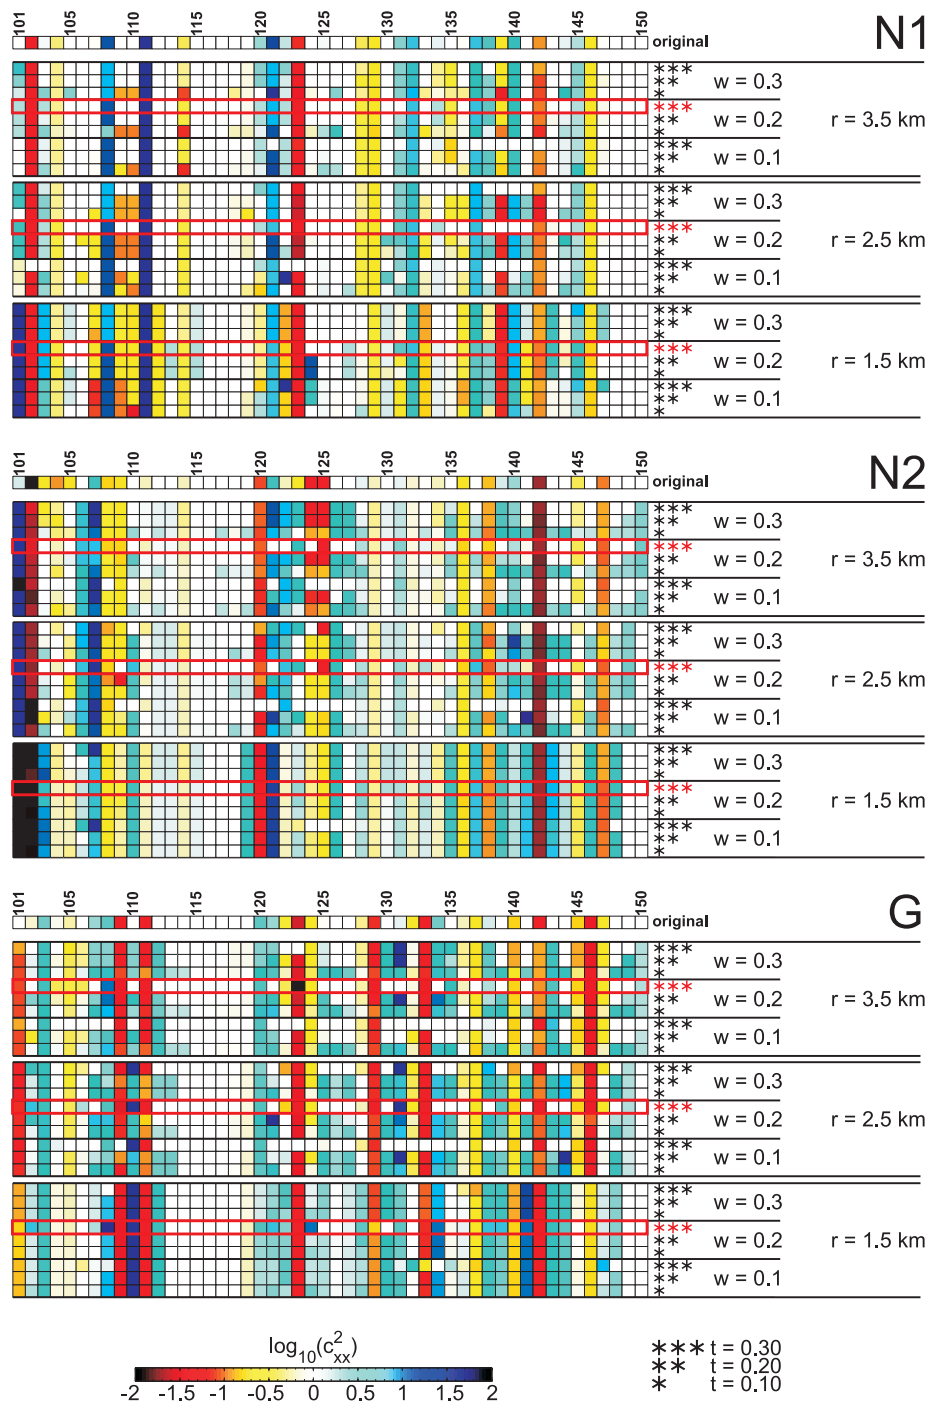 101 105 110 115 120 125 130 135 140 145 150
original N1
*** w = 0.3
**
*
*** w = 0.2 r = 3.5 km
**
*
*** w = 0.1
**
*
*** w = 0.3
**
*
*** w = 0.2 r = 2.5 km
**
*
*** w = 0.1
**
*
*** w = 0.3
**
*
*** w = 0.2 r = 1.5 km
**
*
*** w = 0.1
**
*
101 105 110 115 120 125 130 135 140 145 150
original N2
*** w = 0.3
**
*
*** w = 0.2 r = 3.5 km
**
*
*** w = 0.1
**
*
*** w = 0.3
**
*
*** w = 0.2 r = 2.5 km
**
*
*** w = 0.1
**
*
*** w = 0.3
**
*
*** w = 0.2 r = 1.5 km
**
*
*** w = 0.1
**
*
101 105 110 115 120 125 130 135 140 145 150
original G
*** w = 0.3
**
*
*** w = 0.2 r = 3.5 km
**
*
*** w = 0.1
**
*
*** w = 0.3
**
*
*** w = 0.2 r = 2.5 km
**
*
*** w = 0.1
**
*
*** w = 0.3
**
*
*** w = 0.2 r = 1.5 km
**
*
*** w = 0.1
**
*
log₁₀(c²ₓₓ)
-2 -1.5 -1 -0.5 0 0.5 1 1.5 2
*** t = 0.30
** t = 0.20
* t = 0.10